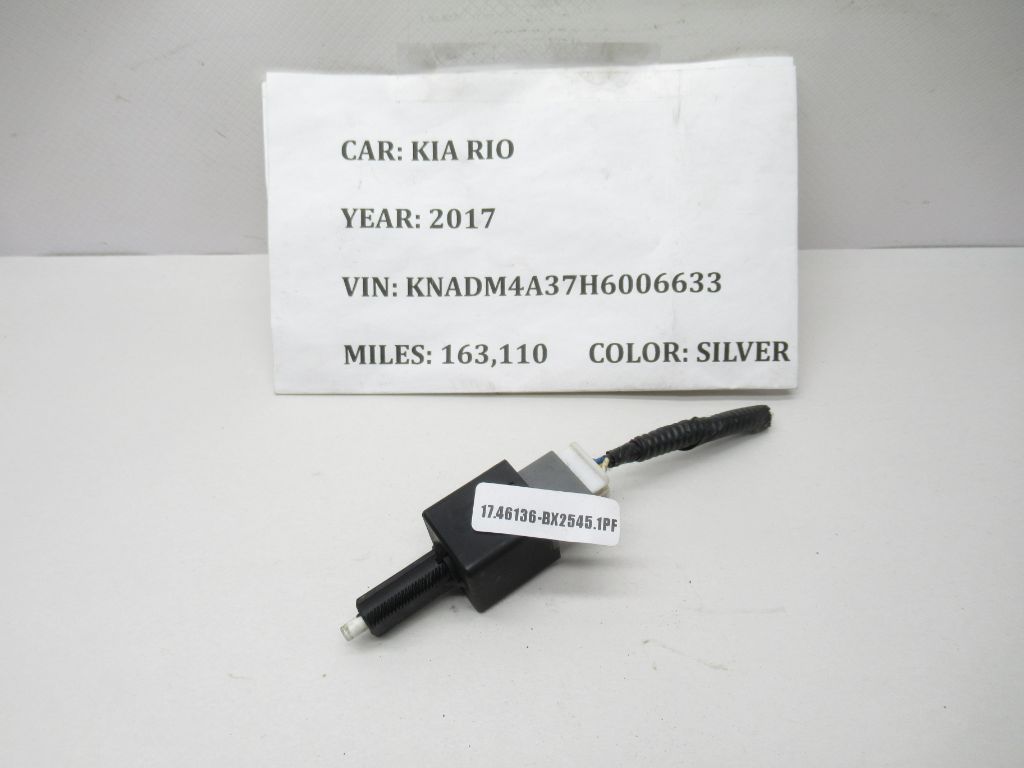 CAR: KIA RIO
YEAR: 2017
VIN: KNADM4A37H6006633
MILES: 163,110 COLOR: SILVER
17.46136-BX2545.1PF